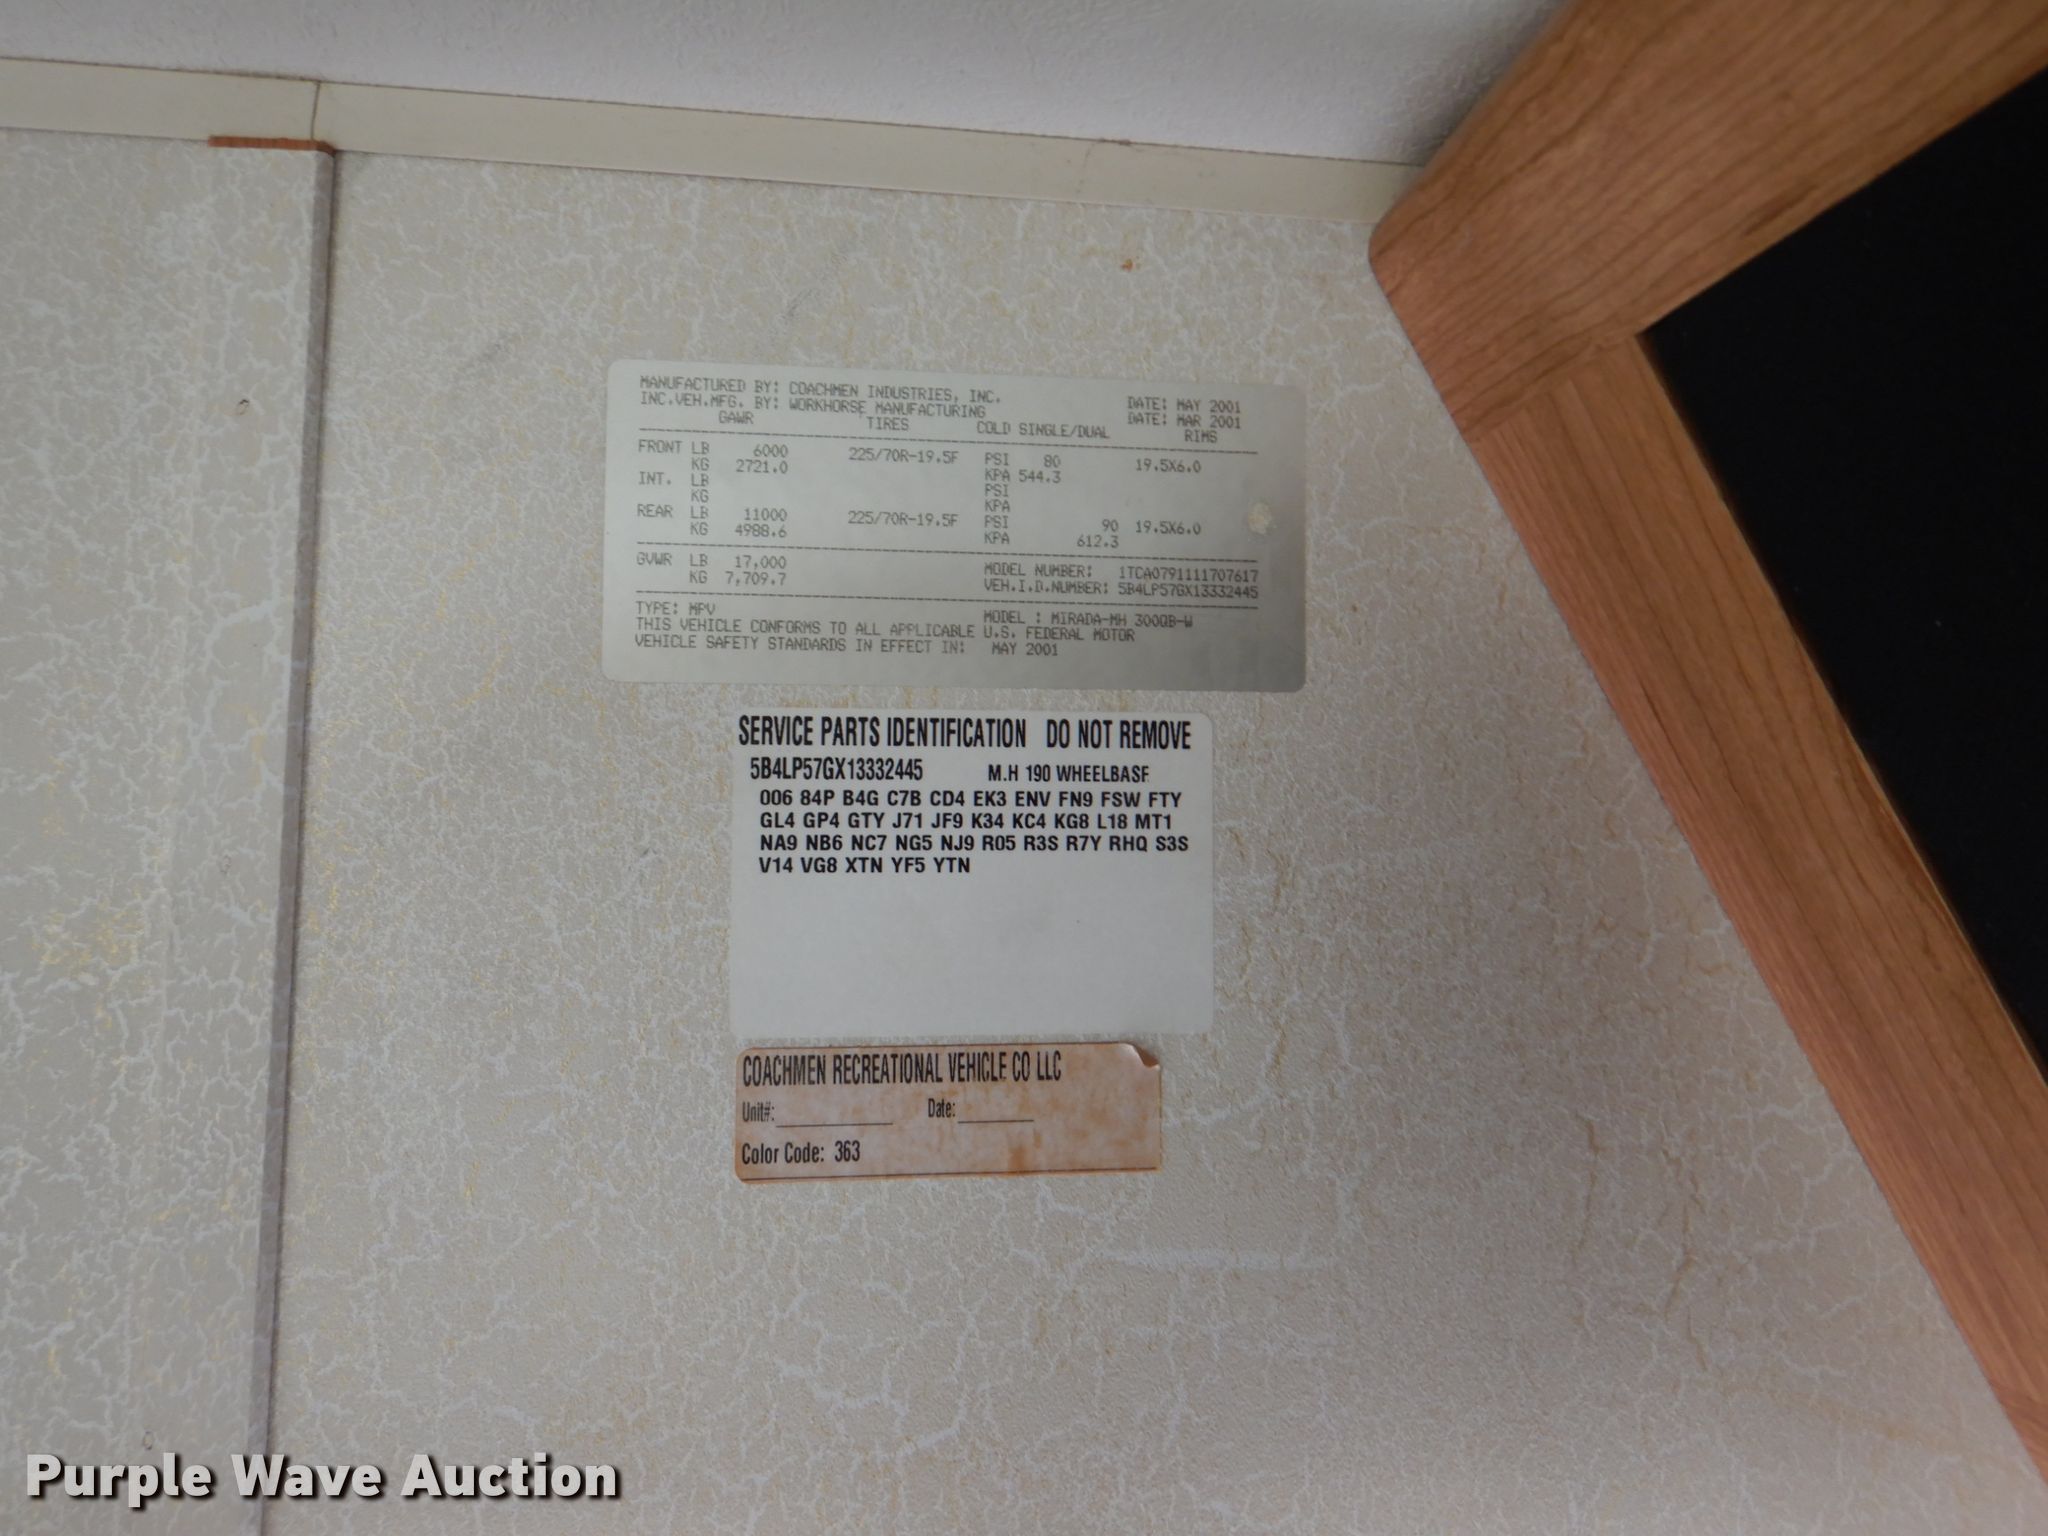 MANUFACTURED BY: COACHMEN INDUSTRIES, INC. DATE: MAY 2001
INC.VEH.MFG. BY: WORKHORSE MANUFACTURING DATE: MAR 2001
GAWR TIRES COLD SINGLE/DUAL RIMS
FRONT LB 6000 225/70R-19.5F PSI 80 19.5X6.0
KG 2721.0 KPA 544.3
INT. LB PSI
KG KPA
REAR LB 11000 225/70R-19.5F PSI 90 19.5X6.0
KG 4988.6 KPA 612.3
GVWR LB 17,000 MODEL NUMBER: 1TCA0791111707617
KG 7,709.7 VEH.I.D.NUMBER: 5B4LP57GX13332445
TYPE: MPV MODEL : MIRADA-MH 300QB-W
THIS VEHICLE CONFORMS TO ALL APPLICABLE U.S. FEDERAL MOTOR
VEHICLE SAFETY STANDARDS IN EFFECT IN: MAY 2001
SERVICE PARTS IDENTIFICATION DO NOT REMOVE
5B4LP57GX13332445 M.H 190 WHEELBASE
006 84P B4G C7B CD4 EK3 ENV FN9 FSW FTY
GL4 GP4 GTY J71 JF9 K34 KC4 KG8 L18 MT1
NA9 NB6 NC7 NG5 NJ9 R05 R3S R7Y RHQ S3S
V14 VG8 XTN YF5 YTN
COACHMEN RECREATIONAL VEHICLE CO LLC
Unit#: Date:
Color Code: 363
Purple Wave Auction